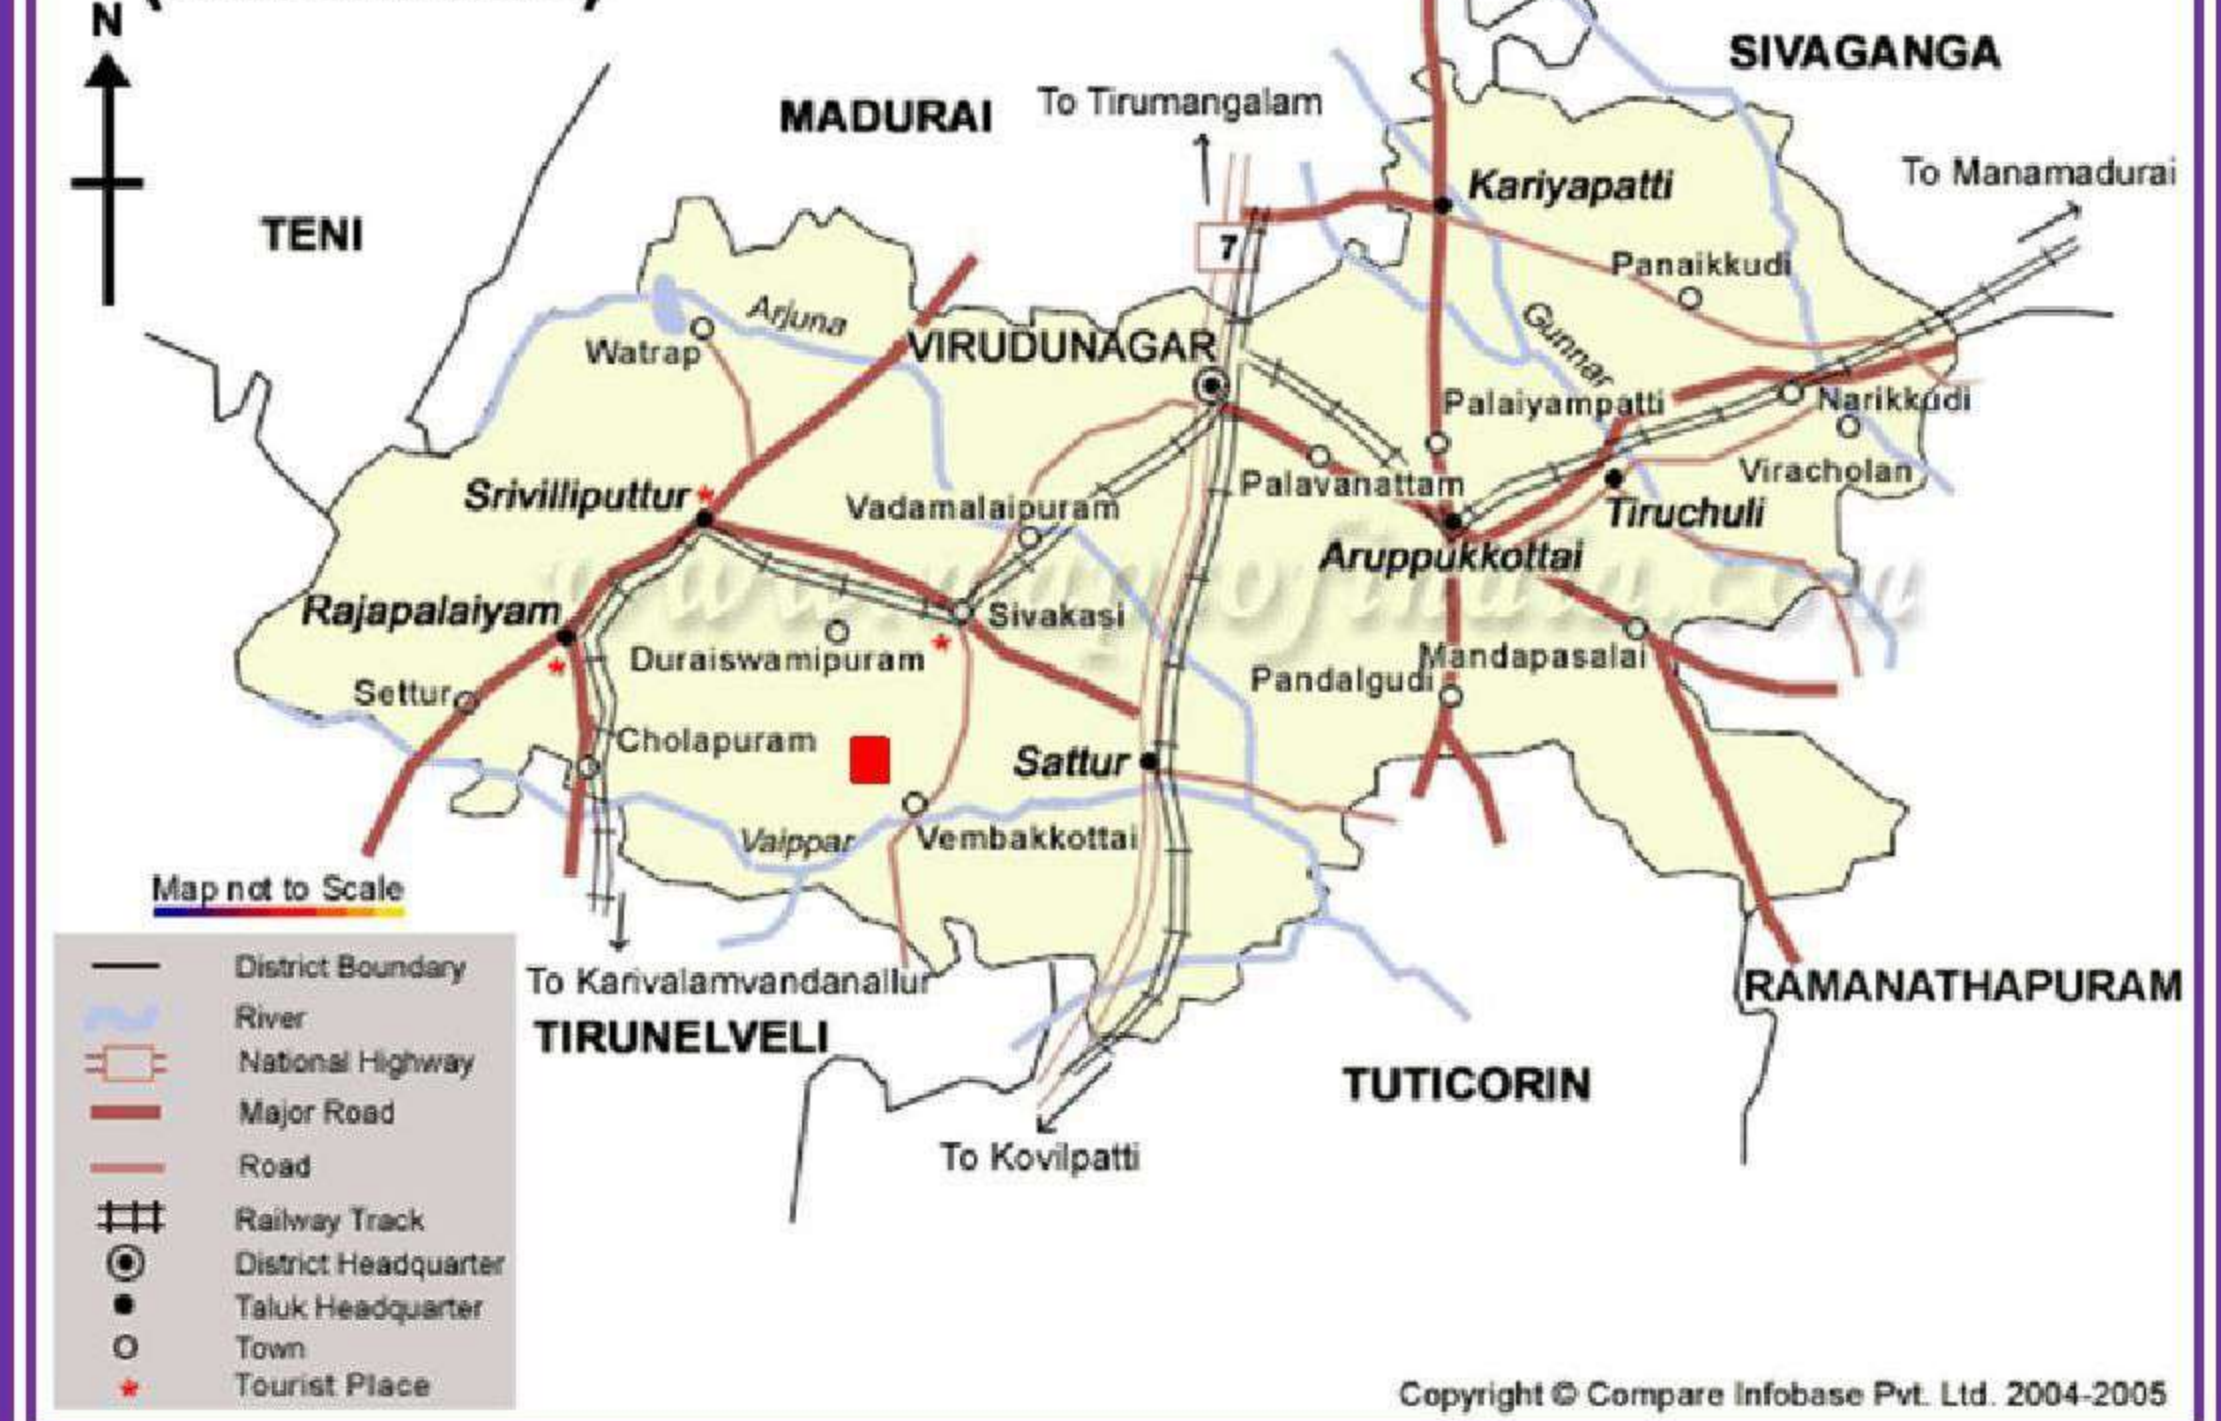 N
SIVAGANGA
MADURAI
To Tirumangalam
To Manamadurai
Kariyapatti
TENI
7
Panaikkudi
Arjuna
Gunnar
VIRUDUNAGAR
Watrap
Palaiyampatti
Narikkudi
Srivilliputtur
Vadamalaipuram
Palavanattam
Viracholan
Tiruchuli
Aruppukkottai
www.mapsofindia.com
Rajapalaiyam
Sivakasi
Duraiswamipuram
Mandapasalai
Settur
Pandalgudi
Cholapuram
Sattur
Vaippar
Vembakkottai
Map not to Scale
District Boundary
River
National Highway
Major Road
Road
Railway Track
District Headquarter
Taluk Headquarter
Town
Tourist Place
To Karivalamvandanallur
TIRUNELVELI
RAMANATHAPURAM
TUTICORIN
To Kovilpatti
Copyright © Compare Infobase Pvt. Ltd. 2004-2005